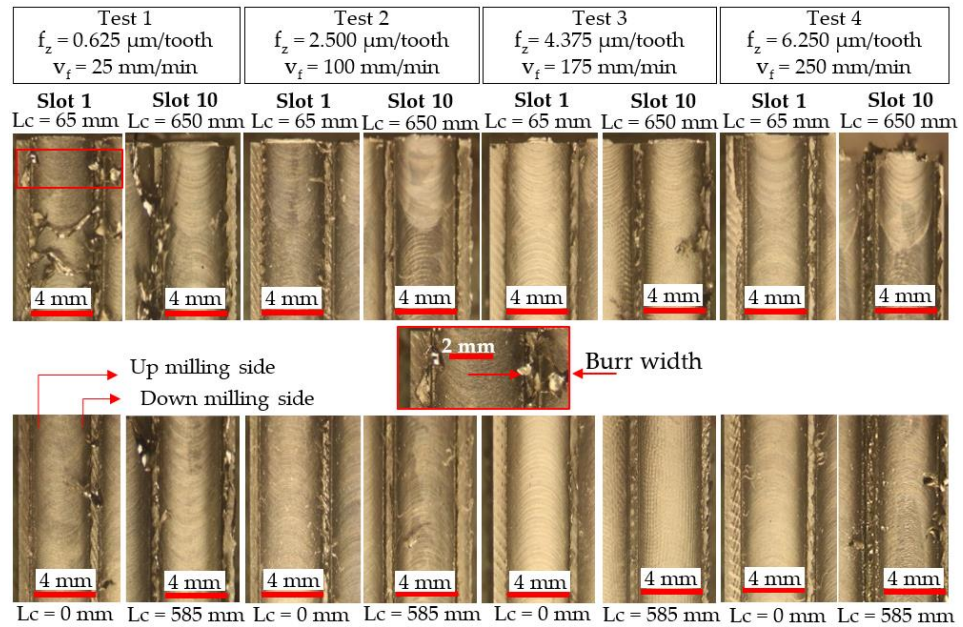 Test 1
f_z = 0.625 µm/tooth
v_f = 25 mm/min
Test 2
f_z = 2.500 µm/tooth
v_f = 100 mm/min
Test 3
f_z = 4.375 µm/tooth
v_f = 175 mm/min
Test 4
f_z = 6.250 µm/tooth
v_f = 250 mm/min
Slot 1 Slot 10 Slot 1 Slot 10 Slot 1 Slot 10 Slot 1 Slot 10
Lc = 65 mm Lc = 650 mm Lc = 65 mm Lc = 650 mm Lc = 65 mm Lc = 650 mm Lc = 65 mm Lc = 650 mm
4 mm 4 mm 4 mm 4 mm 4 mm 4 mm 4 mm 4 mm
2 mm
Burr width
Up milling side
Down milling side
4 mm 4 mm 4 mm 4 mm 4 mm 4 mm 4 mm 4 mm
Lc = 0 mm Lc = 585 mm Lc = 0 mm Lc = 585 mm Lc = 0 mm Lc = 585 mm Lc = 0 mm Lc = 585 mm